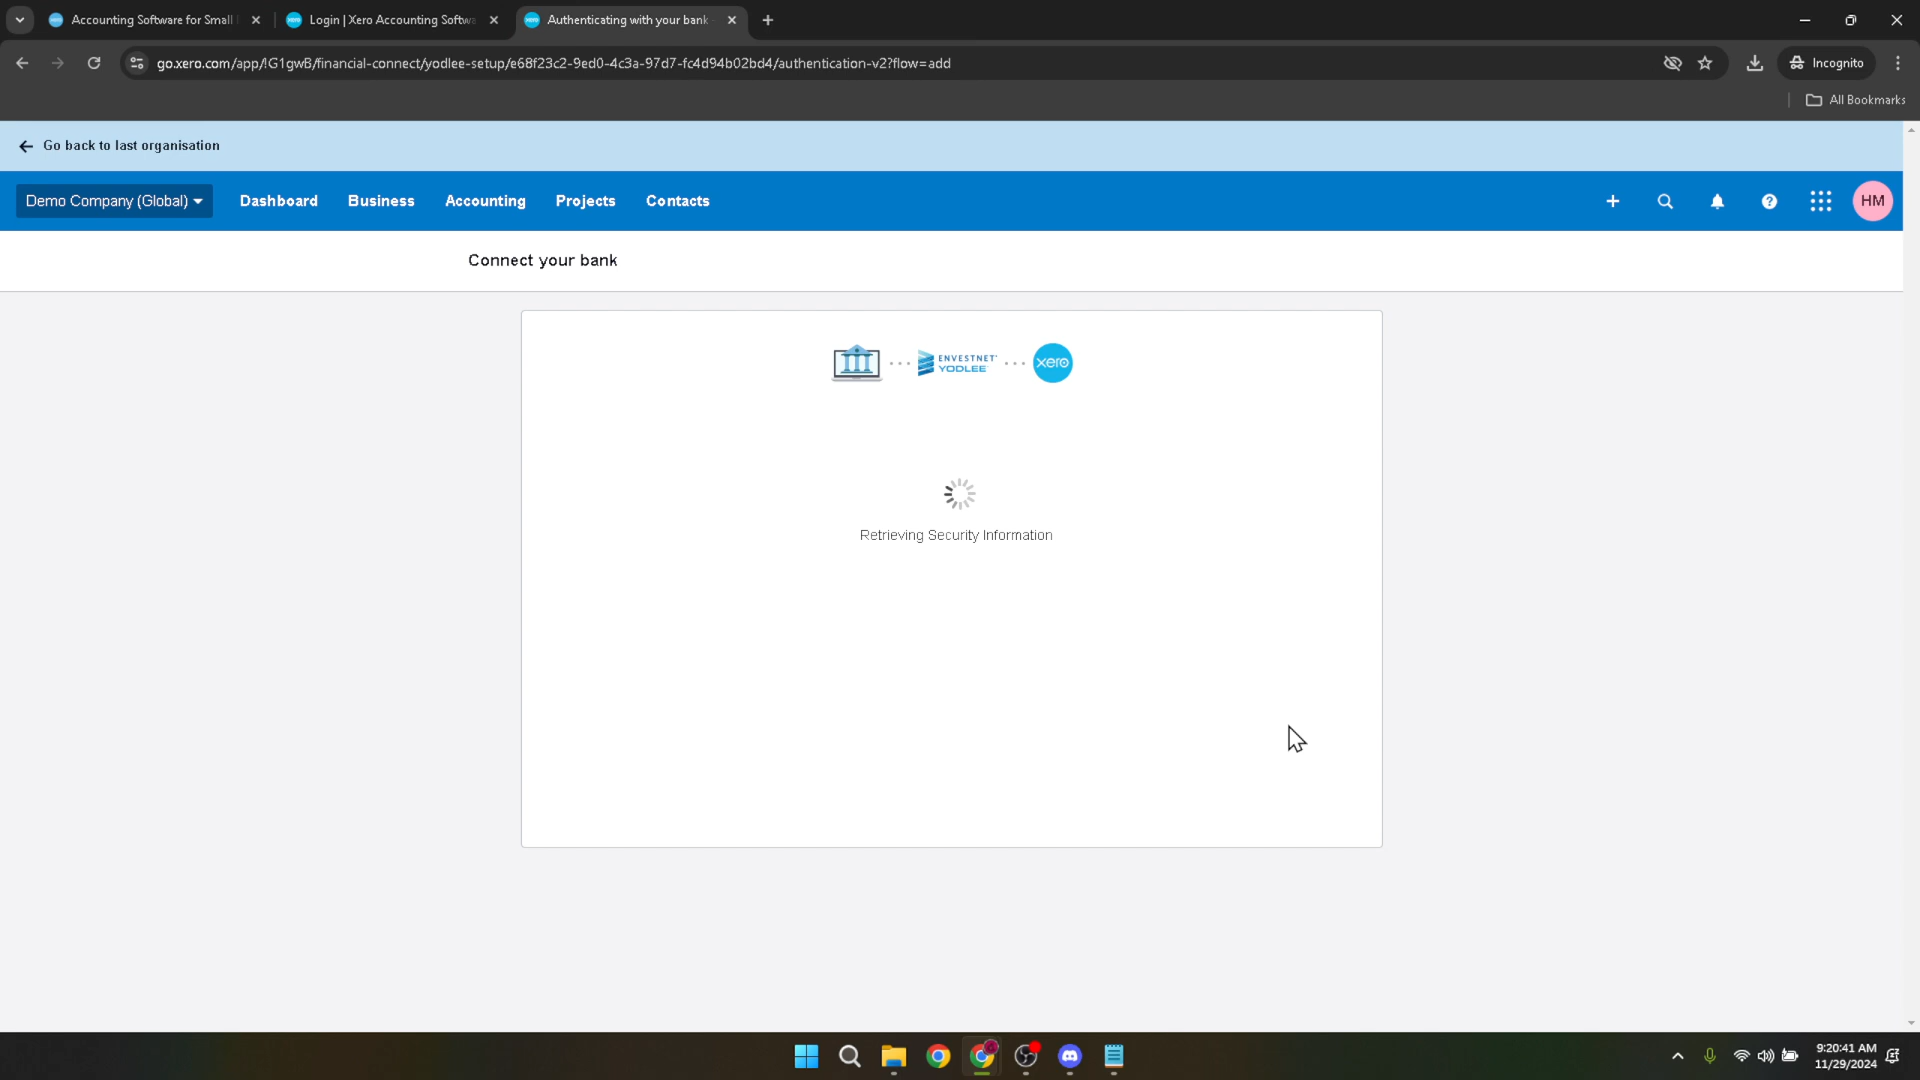 Accounting Software for Small
Login | Xero Accounting Softwa
Authenticating with your bank
go.xero.com/app/!G1gwB/financial-connect/yodlee-setup/e68f23c2-9ed0-4c3a-97d7-fc4d94b02bd4/authentication-v2?flow=add
Incognito
All Bookmarks
Go back to last organisation
Demo Company (Global)
Dashboard
Business
Accounting
Projects
Contacts
HM
Connect your bank
ENVESTNET
YODLEE
xero
Retrieving Security Information
9:20:41 AM
11/29/2024